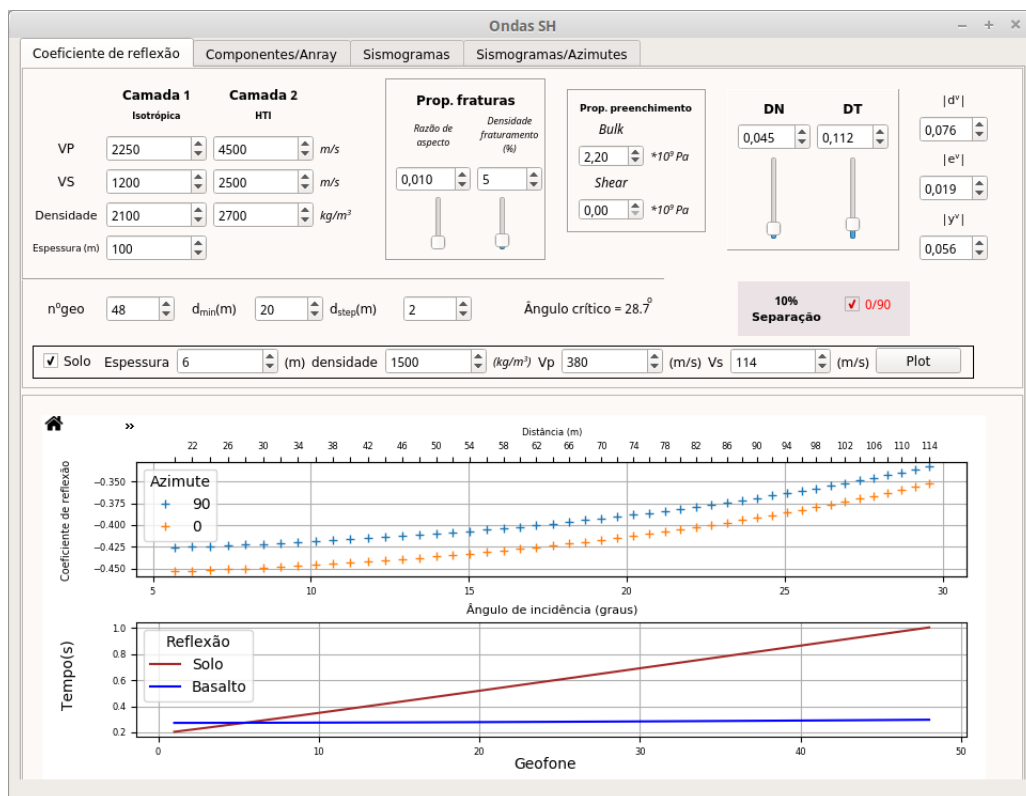 Ondas SH
Coeficiente de reflexão Componentes/Anray Sismogramas Sismogramas/Azimutes
Camada 1 Camada 2
Isotrópica HTI
VP 2250 4500 m/s
VS 1200 2500 m/s
Densidade 2100 2700 kg/m³
Espessura (m) 100
Prop. fraturas
Razão de aspecto Densidade fraturamento (%)
0,010 5
Prop. preenchimento
Bulk
2,20 *10⁹ Pa
Shear
0,00 *10⁹ Pa
DN DT
0,045 0,112
|dᵛ|
0,076
|eᵛ|
0,019
|yᵛ|
0,056
nºgeo 48 dmin(m) 20 dstep(m) 2 Ângulo crítico = 28.7⁰
10% Separação 0/90
Solo Espessura 6 (m) densidade 1500 (kg/m³) Vp 380 (m/s) Vs 114 (m/s) Plot
»
Distância (m)
22 26 30 34 38 42 46 50 54 58 62 66 70 74 78 82 86 90 94 98 102 106 110 114
Coeficiente de reflexão
−0.350
−0.375
−0.400
−0.425
−0.450
Azimute
90
0
5 10 15 20 25 30
Ângulo de incidência (graus)
Tempo(s)
1.0
0.8
0.6
0.4
0.2
Reflexão
Solo
Basalto
0 10 20 30 40 50
Geofone